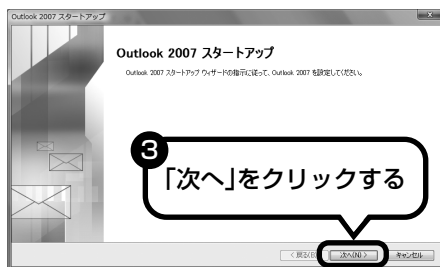 Outlook 2007 スタートアップ
Outlook 2007 スタートアップ
Outlook 2007 スタートアップ ウィザードの指示に従って、Outlook 2007 を設定してください。
3
「次へ」をクリックする
< 戻る(B) 次へ(N) > キャンセル